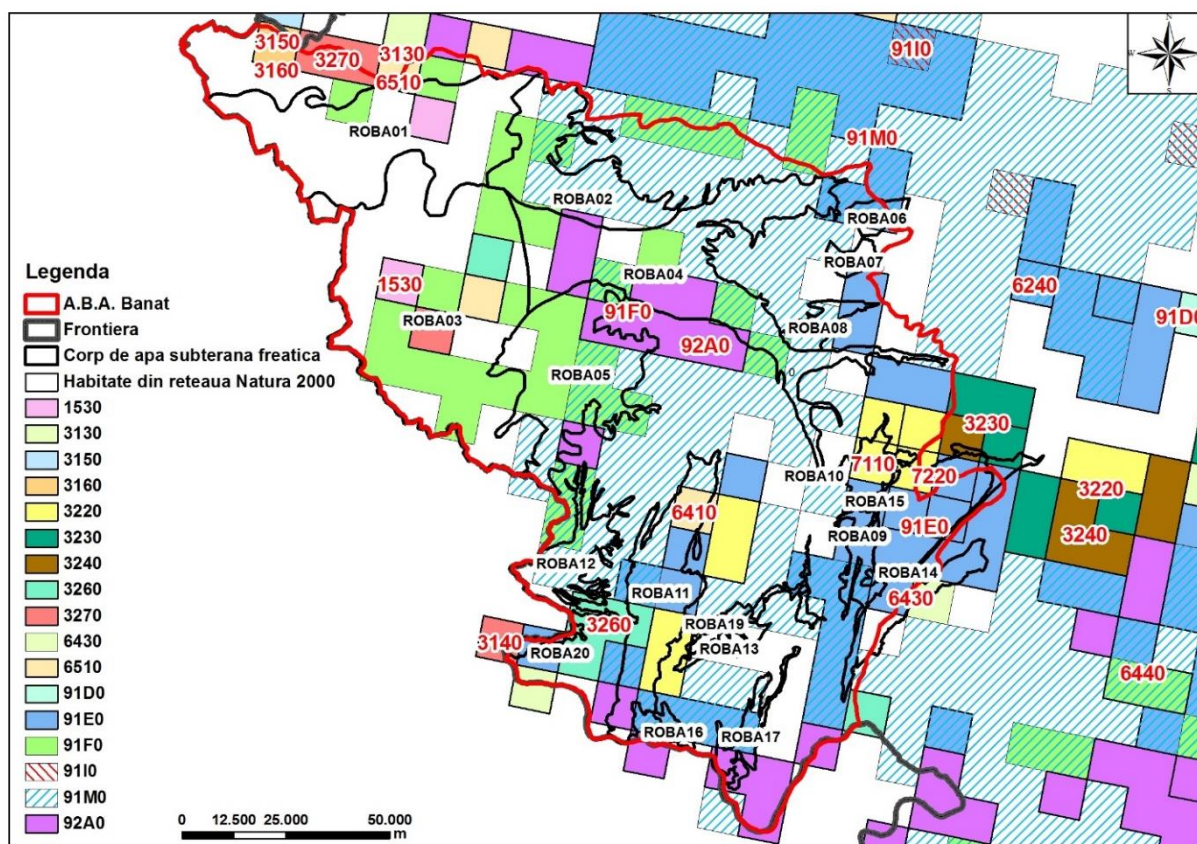 N
W
E
S
3150
3270
3130
3160
6510
91I0
ROBA01
91M0
ROBA02
ROBA06
ROBA07
ROBA04
1530
6240
ROBA03
91F0
ROBA08
91D0
92A0
ROBA05
3230
7110
ROBA10
7220
3220
ROBA15
6410
91E0
3240
ROBA09
ROBA12
ROBA14
ROBA11
6430
3260
ROBA19
3140
ROBA13
ROBA20
6440
ROBA16
ROBA17
Legenda
A.B.A. Banat
Frontiera
Corp de apa subterana freatica
Habitate din reteaua Natura 2000
1530
3130
3150
3160
3220
3230
3240
3260
3270
6430
6510
91D0
91E0
91F0
91I0
91M0
92A0
0 12.500 25.000 50.000
m